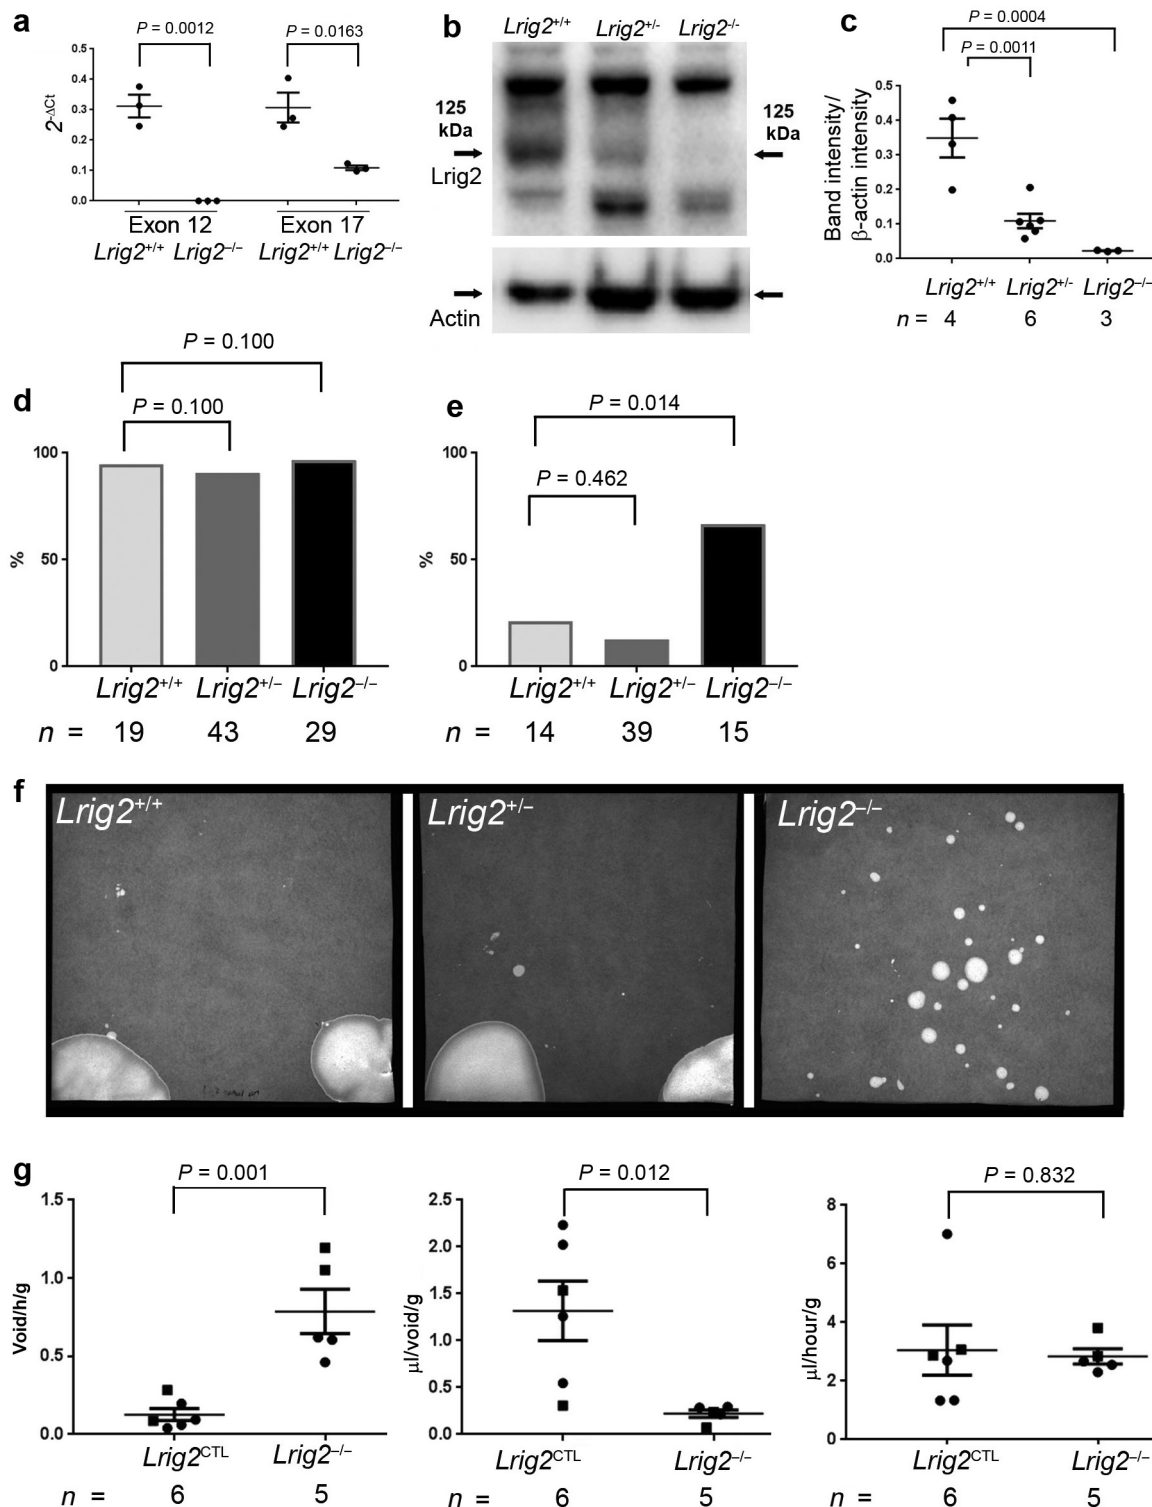 a
P = 0.0012
P = 0.0163
2^-ΔCt
0.5
0.4
0.3
0.2
0.1
0.0
Exon 12
Exon 17
Lrig2+/+ Lrig2–/–
Lrig2+/+ Lrig2–/–
b
Lrig2+/+ Lrig2+/- Lrig2–/–
125 kDa
125 kDa
Lrig2
Actin
c
P = 0.0004
P = 0.0011
Band intensity/
β-actin intensity
0.5
0.4
0.3
0.2
0.1
0.0
Lrig2+/+ Lrig2+/- Lrig2–/–
n = 4 6 3
d
P = 0.100
P = 0.100
%
100
50
0
Lrig2+/+ Lrig2+/– Lrig2–/–
n = 19 43 29
e
P = 0.014
P = 0.462
%
100
50
0
Lrig2+/+ Lrig2+/– Lrig2–/–
n = 14 39 15
f
Lrig2+/+
Lrig2+/–
Lrig2–/–
g
P = 0.001
Void/h/g
1.5
1.0
0.5
0.0
Lrig2CTL Lrig2–/–
n = 6 5
P = 0.012
µl/void/g
2.5
2.0
1.5
1.0
0.5
0.0
Lrig2CTL Lrig2–/–
n = 6 5
P = 0.832
µl/hour/g
8
6
4
2
0
Lrig2CTL Lrig2–/–
n = 6 5